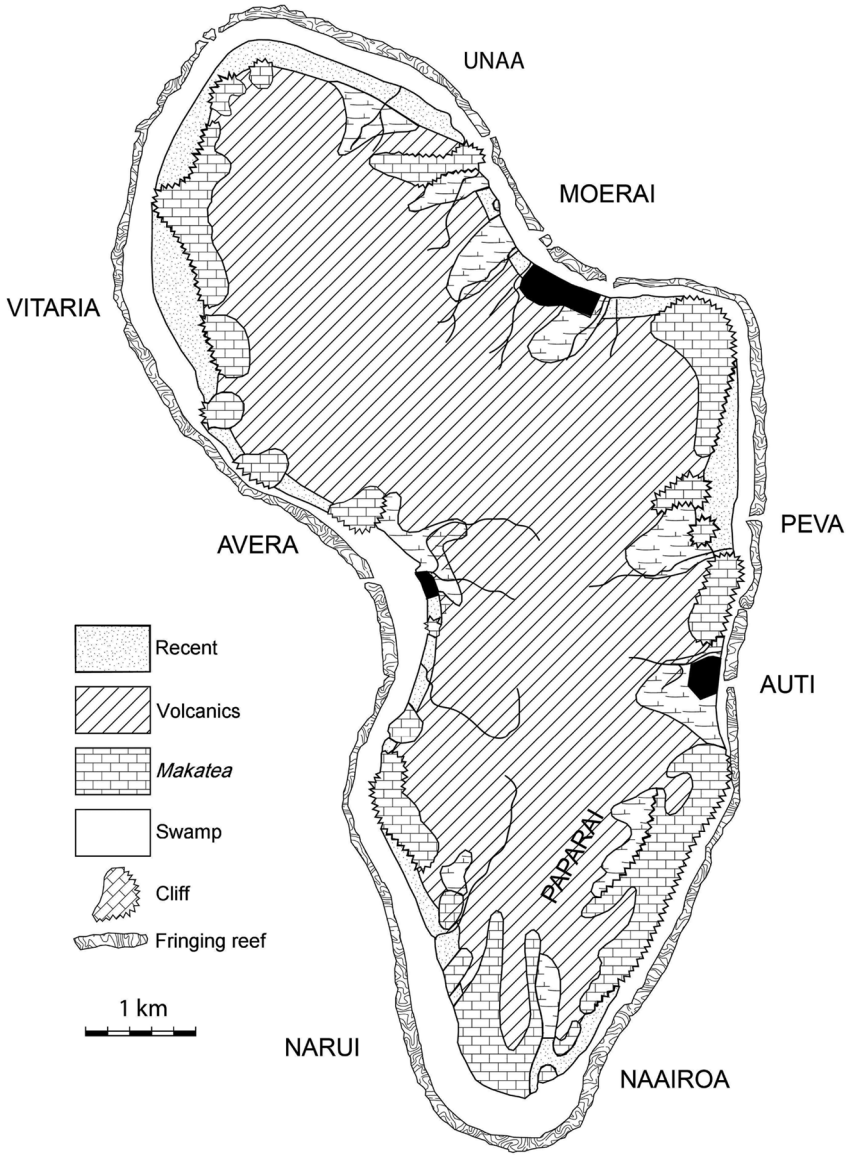 UNAA
MOERAI
VITARIA
PEVA
AVERA
Recent
AUTI
Volcanics
Makatea
Swamp
PAPARAI
Cliff
Fringing reef
1 km
NARUI
NAAIROA